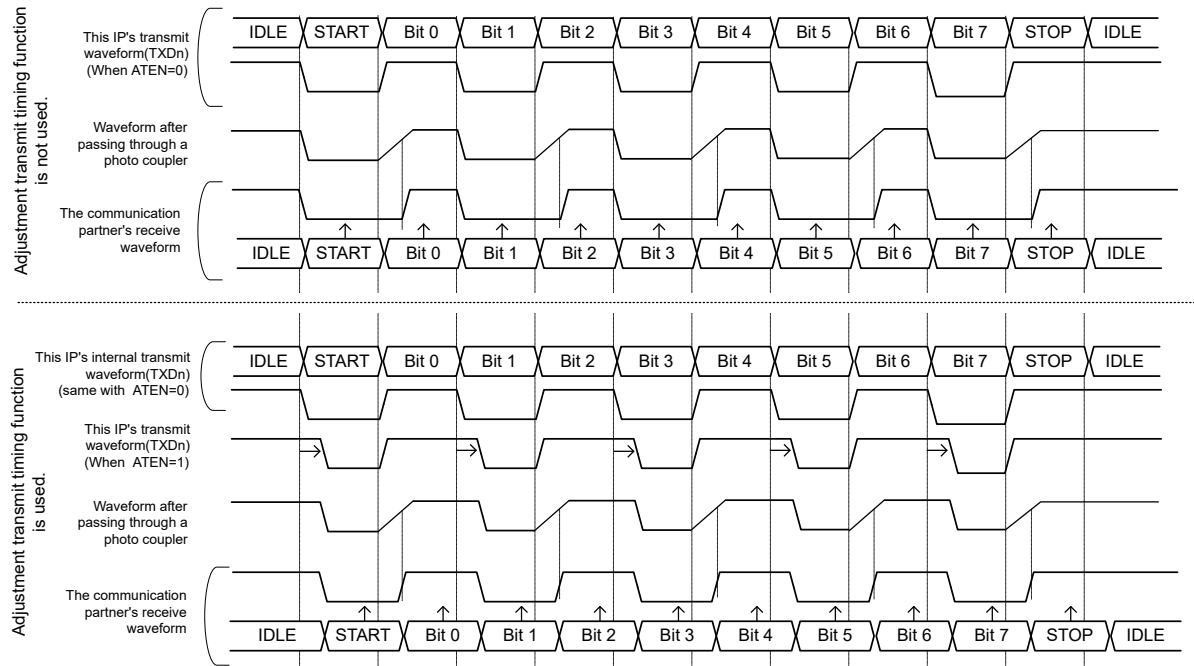 Adjustment transmit timing function
is not used.
This IP's transmit
waveform(TXDn)
(When ATEN=0)
IDLE START Bit 0 Bit 1 Bit 2 Bit 3 Bit 4 Bit 5 Bit 6 Bit 7 STOP IDLE
Waveform after
passing through a
photo coupler
The communication
partner's receive
waveform
IDLE START Bit 0 Bit 1 Bit 2 Bit 3 Bit 4 Bit 5 Bit 6 Bit 7 STOP IDLE
Adjustment transmit timing function
is used.
This IP's internal transmit
waveform(TXDn)
(same with ATEN=0)
IDLE START Bit 0 Bit 1 Bit 2 Bit 3 Bit 4 Bit 5 Bit 6 Bit 7 STOP IDLE
This IP's transmit
waveform(TXDn)
(When ATEN=1)
Waveform after
passing through a
photo coupler
The communication
partner's receive
waveform
IDLE START Bit 0 Bit 1 Bit 2 Bit 3 Bit 4 Bit 5 Bit 6 Bit 7 STOP IDLE